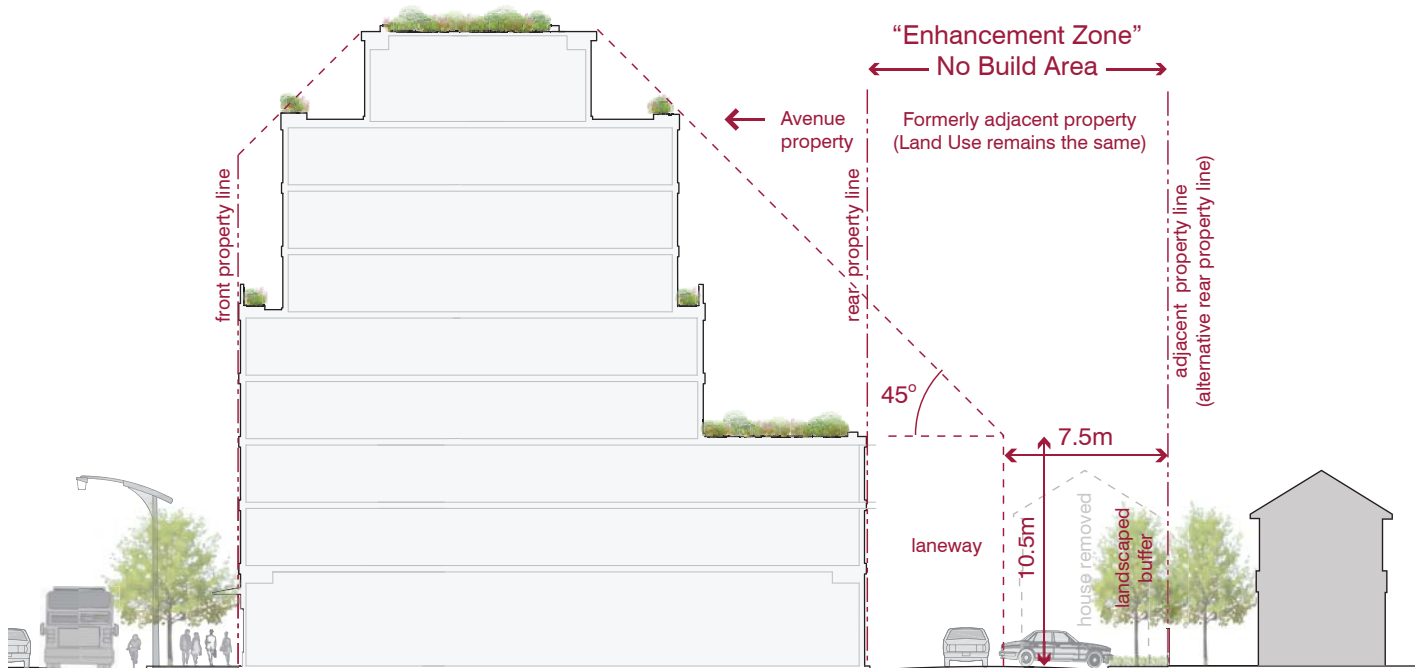 “Enhancement Zone”
No Build Area
Avenue
property
Formerly adjacent property
(Land Use remains the same)
front property line
rear property line
adjacent property line
(alternative rear property line)
45°
7.5m
10.5m
laneway
house removed
landscaped
buffer